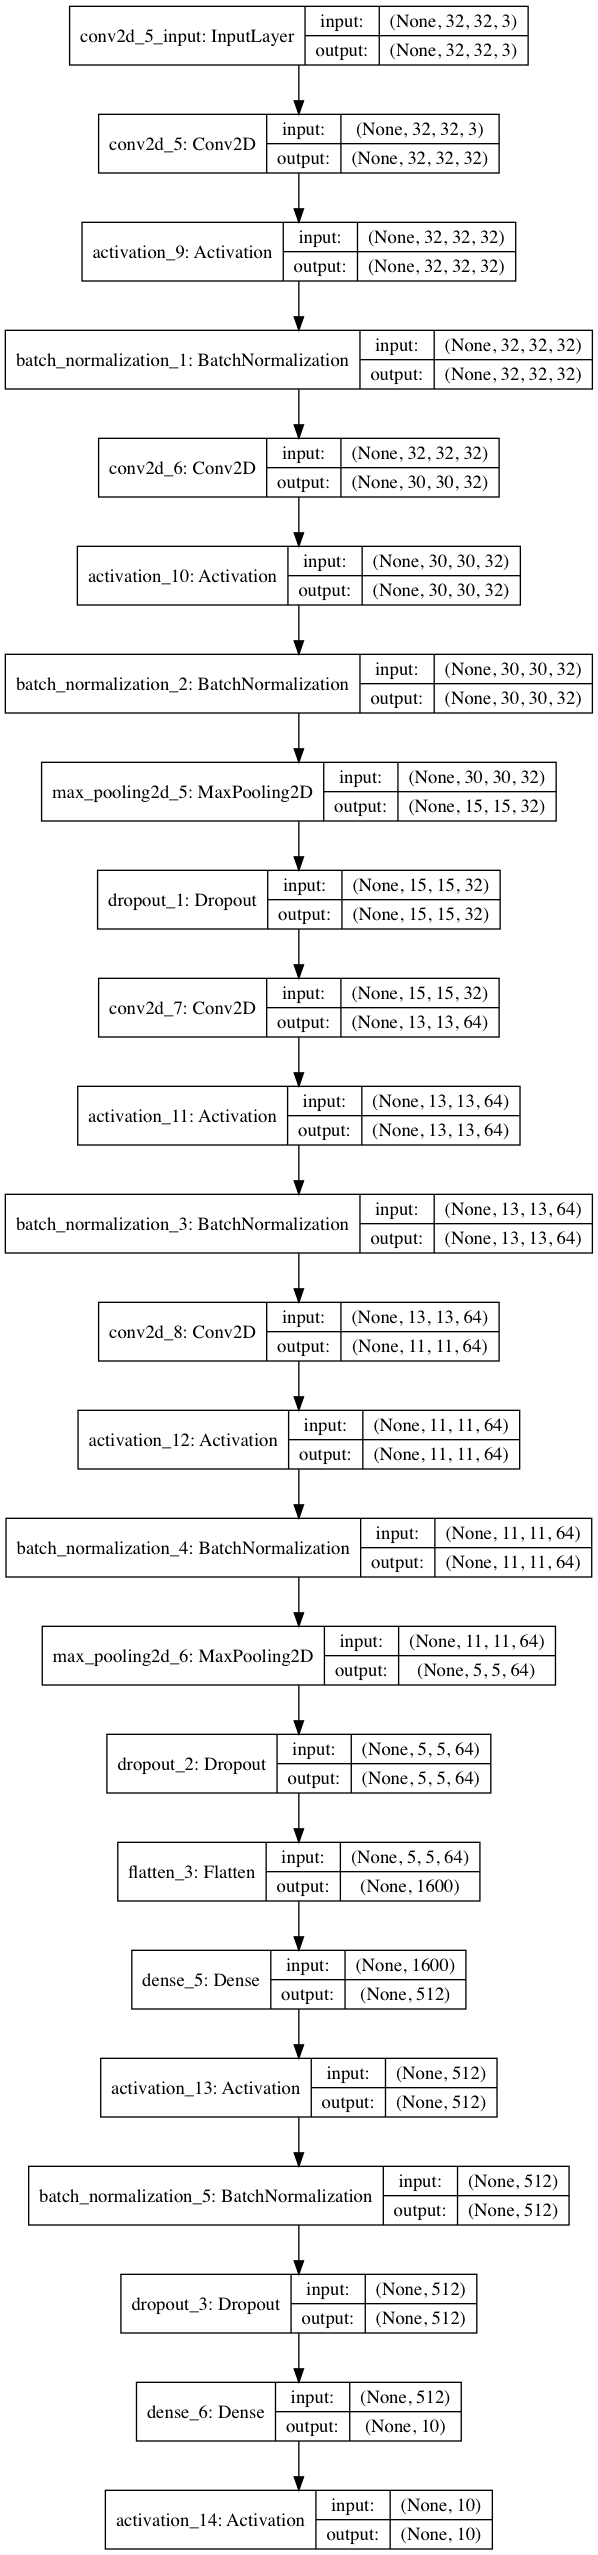 conv2d_5_input: InputLayer input: (None, 32, 32, 3)
output: (None, 32, 32, 3)
conv2d_5: Conv2D input: (None, 32, 32, 3)
output: (None, 32, 32, 32)
activation_9: Activation input: (None, 32, 32, 32)
output: (None, 32, 32, 32)
batch_normalization_1: BatchNormalization input: (None, 32, 32, 32)
output: (None, 32, 32, 32)
conv2d_6: Conv2D input: (None, 32, 32, 32)
output: (None, 30, 30, 32)
activation_10: Activation input: (None, 30, 30, 32)
output: (None, 30, 30, 32)
batch_normalization_2: BatchNormalization input: (None, 30, 30, 32)
output: (None, 30, 30, 32)
max_pooling2d_5: MaxPooling2D input: (None, 30, 30, 32)
output: (None, 15, 15, 32)
dropout_1: Dropout input: (None, 15, 15, 32)
output: (None, 15, 15, 32)
conv2d_7: Conv2D input: (None, 15, 15, 32)
output: (None, 13, 13, 64)
activation_11: Activation input: (None, 13, 13, 64)
output: (None, 13, 13, 64)
batch_normalization_3: BatchNormalization input: (None, 13, 13, 64)
output: (None, 13, 13, 64)
conv2d_8: Conv2D input: (None, 13, 13, 64)
output: (None, 11, 11, 64)
activation_12: Activation input: (None, 11, 11, 64)
output: (None, 11, 11, 64)
batch_normalization_4: BatchNormalization input: (None, 11, 11, 64)
output: (None, 11, 11, 64)
max_pooling2d_6: MaxPooling2D input: (None, 11, 11, 64)
output: (None, 5, 5, 64)
dropout_2: Dropout input: (None, 5, 5, 64)
output: (None, 5, 5, 64)
flatten_3: Flatten input: (None, 5, 5, 64)
output: (None, 1600)
dense_5: Dense input: (None, 1600)
output: (None, 512)
activation_13: Activation input: (None, 512)
output: (None, 512)
batch_normalization_5: BatchNormalization input: (None, 512)
output: (None, 512)
dropout_3: Dropout input: (None, 512)
output: (None, 512)
dense_6: Dense input: (None, 512)
output: (None, 10)
activation_14: Activation input: (None, 10)
output: (None, 10)